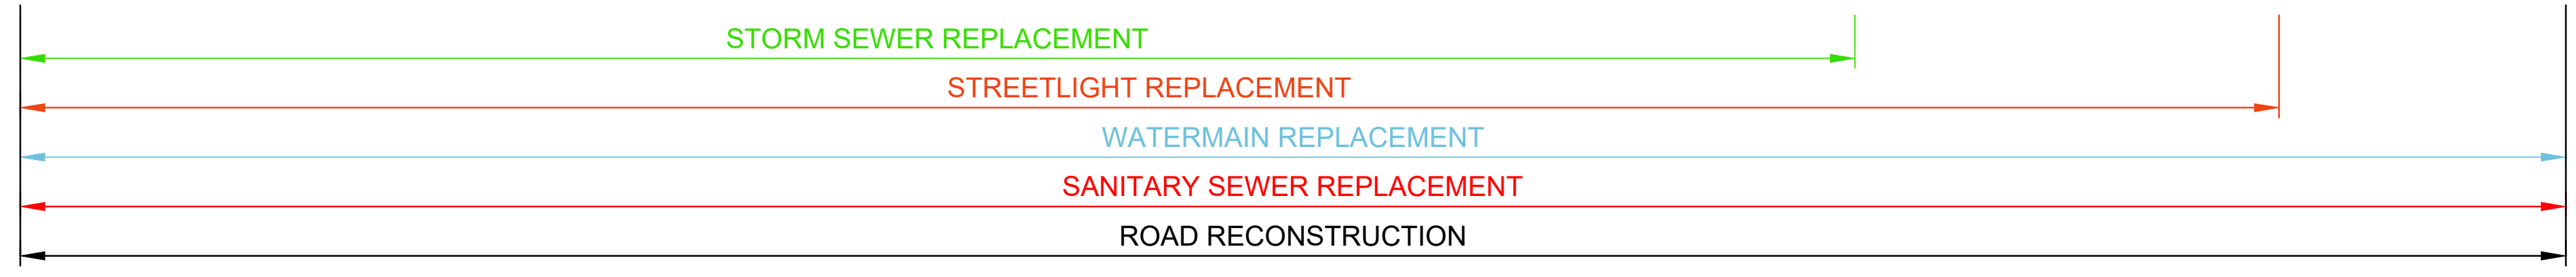 STORM SEWER REPLACEMENT
STREETLIGHT REPLACEMENT
WATERMAIN REPLACEMENT
SANITARY SEWER REPLACEMENT
ROAD RECONSTRUCTION